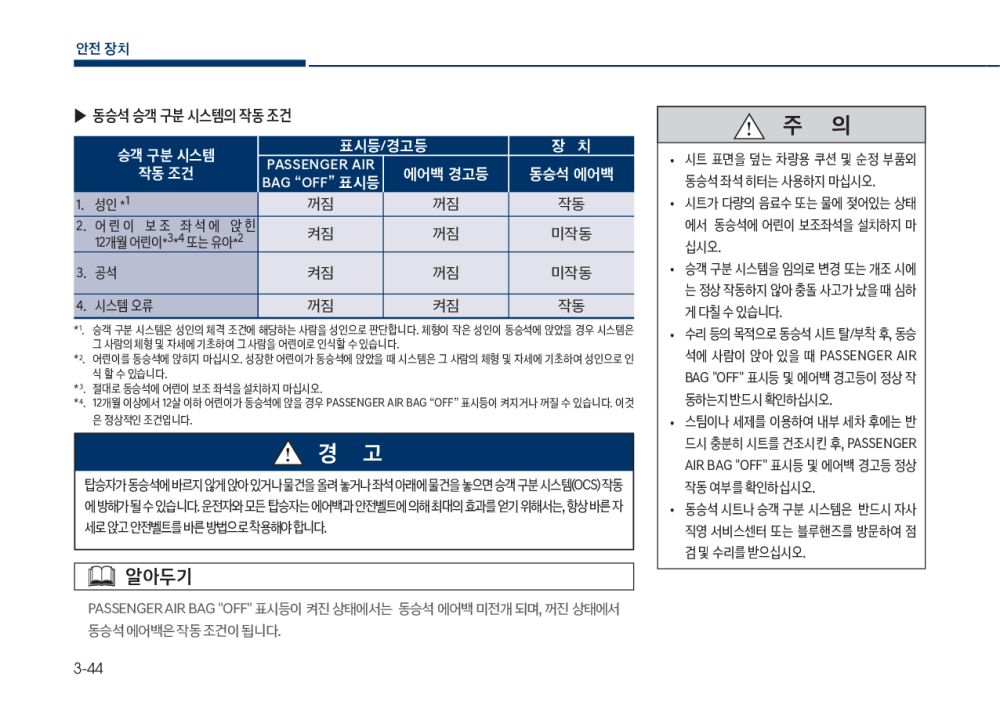 안전 장치
▶ 동승석 승객 구분 시스템의 작동 조건
승객 구분 시스템
작동 조건
표시등/경고등
장 치
PASSENGER AIR
BAG “OFF” 표시등
에어백 경고등
동승석 에어백
1. 성인 *1
꺼짐
꺼짐
작동
2. 어린이 보조 좌석에 앉힌
12개월 어린이*3*4 또는 유아*2
켜짐
꺼짐
미작동
3. 공석
켜짐
꺼짐
미작동
4. 시스템 오류
꺼짐
켜짐
작동
*1. 승객 구분 시스템은 성인의 체격 조건에 해당하는 사람을 성인으로 판단합니다. 체형이 작은 성인이 동승석에 앉았을 경우 시스템은
그 사람의 체형 및 자세에 기초하여 그 사람을 어린이로 인식할 수 있습니다.
*2. 어린이를 동승석에 앉히지 마십시오. 성장한 어린이가 동승석에 앉았을 때 시스템은 그 사람의 체형 및 자세에 기초하여 성인으로 인
식 할 수 있습니다.
*3. 절대로 동승석에 어린이 보조 좌석을 설치하지 마십시오.
*4. 12개월 이상에서 12살 이하 어린이가 동승석에 앉을 경우 PASSENGER AIR BAG “OFF” 표시등이 켜지거나 꺼질 수 있습니다. 이것
은 정상적인 조건입니다.
경 고
탑승자가 동승석에 바르지 않게 앉아 있거나 물건을 올려 놓거나 좌석 아래에 물건을 놓으면 승객 구분 시스템(OCS) 작동
에 방해가 될 수 있습니다. 운전자와 모든 탑승자는 에어백과 안전벨트에 의해 최대의 효과를 얻기 위해서는, 항상 바른 자
세로 앉고 안전벨트를 바른 방법으로 착용해야 합니다.
알아두기
PASSENGER AIR BAG "OFF" 표시등이 켜진 상태에서는 동승석 에어백 미전개 되며, 꺼진 상태에서
동승석 에어백은 작동 조건이 됩니다.
3-44
주 의
• 시트 표면을 덮는 차량용 쿠션 및 순정 부품외
동승석 좌석 히터는 사용하지 마십시오.
• 시트가 다량의 음료수 또는 물에 젖어있는 상태
에서 동승석에 어린이 보조좌석을 설치하지 마
십시오.
• 승객 구분 시스템을 임의로 변경 또는 개조 시에
는 정상 작동하지 않아 충돌 사고가 났을 때 심하
게 다칠 수 있습니다.
• 수리 등의 목적으로 동승석 시트 탈/부착 후, 동승
석에 사람이 앉아 있을 때 PASSENGER AIR
BAG "OFF" 표시등 및 에어백 경고등이 정상 작
동하는지 반드시 확인하십시오.
• 스팀이나 세제를 이용하여 내부 세차 후에는 반
드시 충분히 시트를 건조시킨 후, PASSENGER
AIR BAG "OFF" 표시등 및 에어백 경고등 정상
작동 여부를 확인하십시오.
• 동승석 시트나 승객 구분 시스템은 반드시 자사
직영 서비스센터 또는 블루핸즈를 방문하여 점
검 및 수리를 받으십시오.